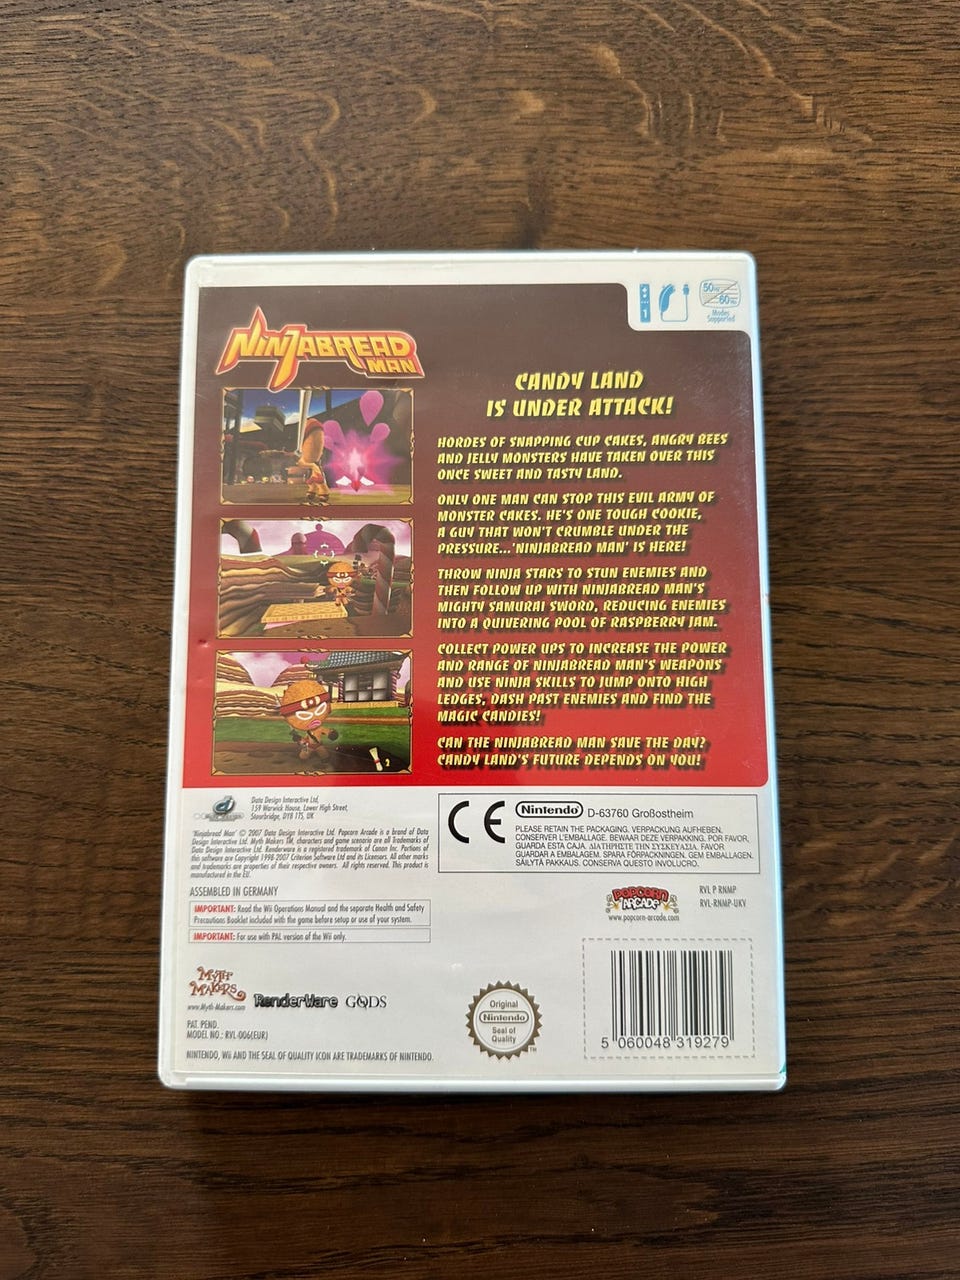 50Hz
60Hz
Modes
Supported
1
NINJABREAD
MAN
CANDY LAND
IS UNDER ATTACK!
HORDES OF SNAPPING CUP CAKES, ANGRY BEES
AND JELLY MONSTERS HAVE TAKEN OVER THIS
ONCE SWEET AND TASTY LAND.
ONLY ONE MAN CAN STOP THIS EVIL ARMY OF
MONSTER CAKES. HE'S ONE TOUGH COOKIE,
A GUY THAT WON'T CRUMBLE UNDER THE
PRESSURE...'NINJABREAD MAN' IS HERE!
THROW NINJA STARS TO STUN ENEMIES AND
THEN FOLLOW UP WITH NINJABREAD MAN'S
MIGHTY SAMURAI SWORD, REDUCING ENEMIES
INTO A QUIVERING POOL OF RASPBERRY JAM.
COLLECT POWER UPS TO INCREASE THE POWER
AND RANGE OF NINJABREAD MAN'S WEAPONS
AND USE NINJA SKILLS TO JUMP ONTO HIGH
LEDGES, DASH PAST ENEMIES AND FIND THE
MAGIC CANDIES!
CAN THE NINJABREAD MAN SAVE THE DAY?
CANDY LAND'S FUTURE DEPENDS ON YOU!
2
Data Design Interactive Ltd,
159 Warwick House, Lower High Street,
Stourbridge, DY8 1TS, UK
'Ninjabread Man' © 2007 Data Design Interactive Ltd. Popcorn Arcade is a brand of Data
Design Interactive Ltd. Myth Makers TM, characters and game scenario are all Trademarks of
Data Design Interactive Ltd. Renderware is a registered trademark of Canon Inc. Portions of
this software are Copyright 1998-2007 Criterion Software Ltd and its Licensors. All other marks
and trademarks are properties of their respective owners. All rights reserved. This product is
manufactured in the EU.
ASSEMBLED IN GERMANY
IMPORTANT: Read the Wii Operations Manual and the separate Health and Safety
Precautions Booklet included with the game before setup or use of your system.
IMPORTANT: For use with PAL version of the Wii only.
CE
Nintendo D-63760 Großostheim
PLEASE RETAIN THE PACKAGING. VERPACKUNG AUFHEBEN.
CONSERVER L'EMBALLAGE. BEWAAR DEZE VERPAKKING. POR FAVOR,
GUARDA ESTA CAJA. ΔΙΑΤΗΡΗΣΤΕ ΤΗΝ ΣΥΣΚΕΥΑΣΙΑ. FAVOR
GUARDAR A EMBALAGEM. SPARA FÖRPACKNINGEN. GEM EMBALLAGEN.
SÄILYTÄ PAKKAUS. CONSERVA QUESTO INVOLUCRO.
POPCORN
ARCADE
www.popcorn-arcade.com
RVL P RNMP
RVL-RNMP-UKV
MYTH
MAKERS
www.Myth-Makers.com
RenderWare
GODS
PAT. PEND.
MODEL NO.: RVL-006(EUR)
NINTENDO, Wii AND THE SEAL OF QUALITY ICON ARE TRADEMARKS OF NINTENDO.
Original
Nintendo
Seal of
Quality
TM
5 060048 319279